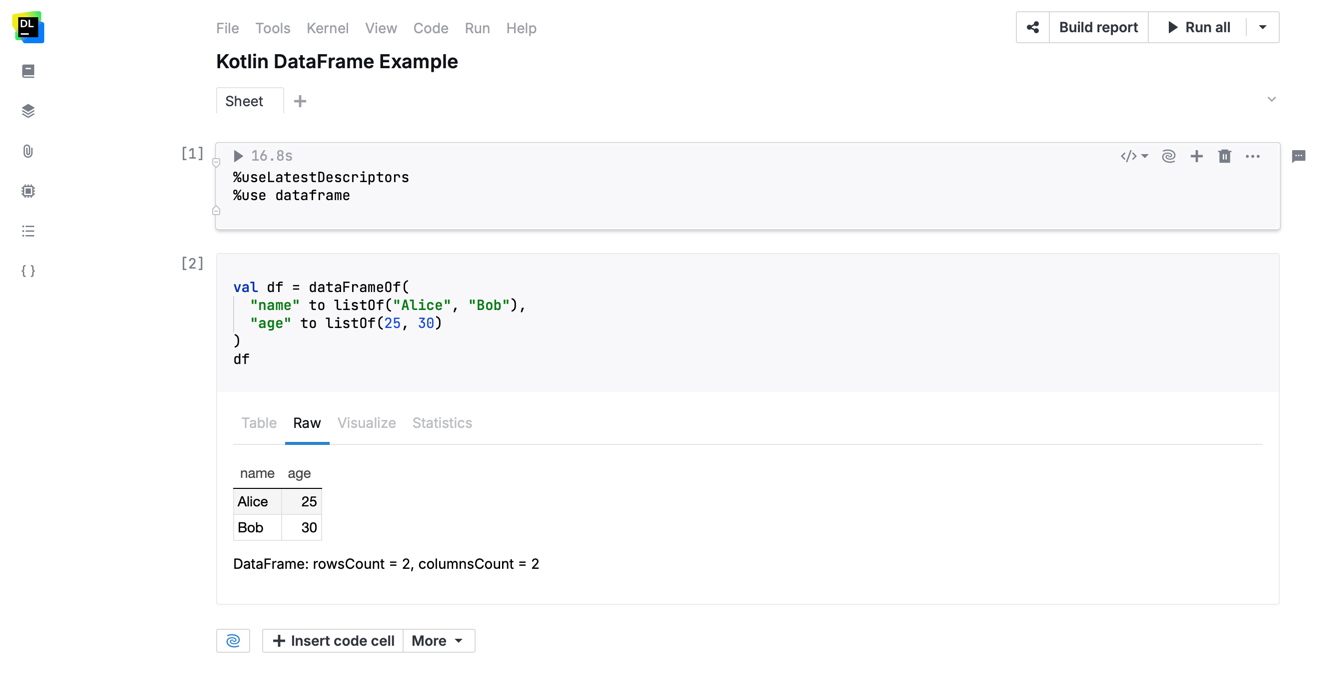 DL
File Tools Kernel View Code Run Help
Build report Run all
Kotlin DataFrame Example
Sheet
[1] 16.8s
%useLatestDescriptors
%use dataframe
[2]
val df = dataFrameOf(
"name" to listOf("Alice", "Bob"),
"age" to listOf(25, 30)
)
df
Table Raw Visualize Statistics
name age
Alice 25
Bob 30
DataFrame: rowsCount = 2, columnsCount = 2
Insert code cell More